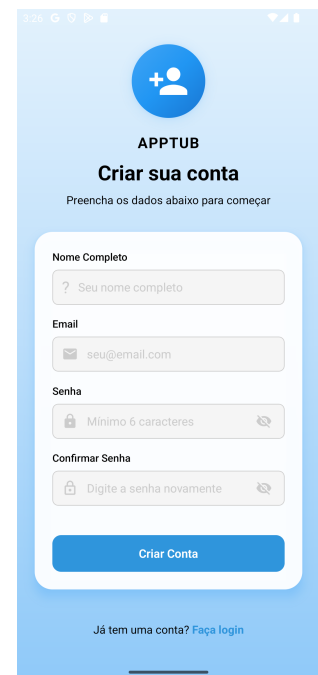 3:26
APPTUB
Criar sua conta
Preencha os dados abaixo para começar
Nome Completo
? Seu nome completo
Email
seu@email.com
Senha
Mínimo 6 caracteres
Confirmar Senha
Digite a senha novamente
Criar Conta
Já tem uma conta? Faça login